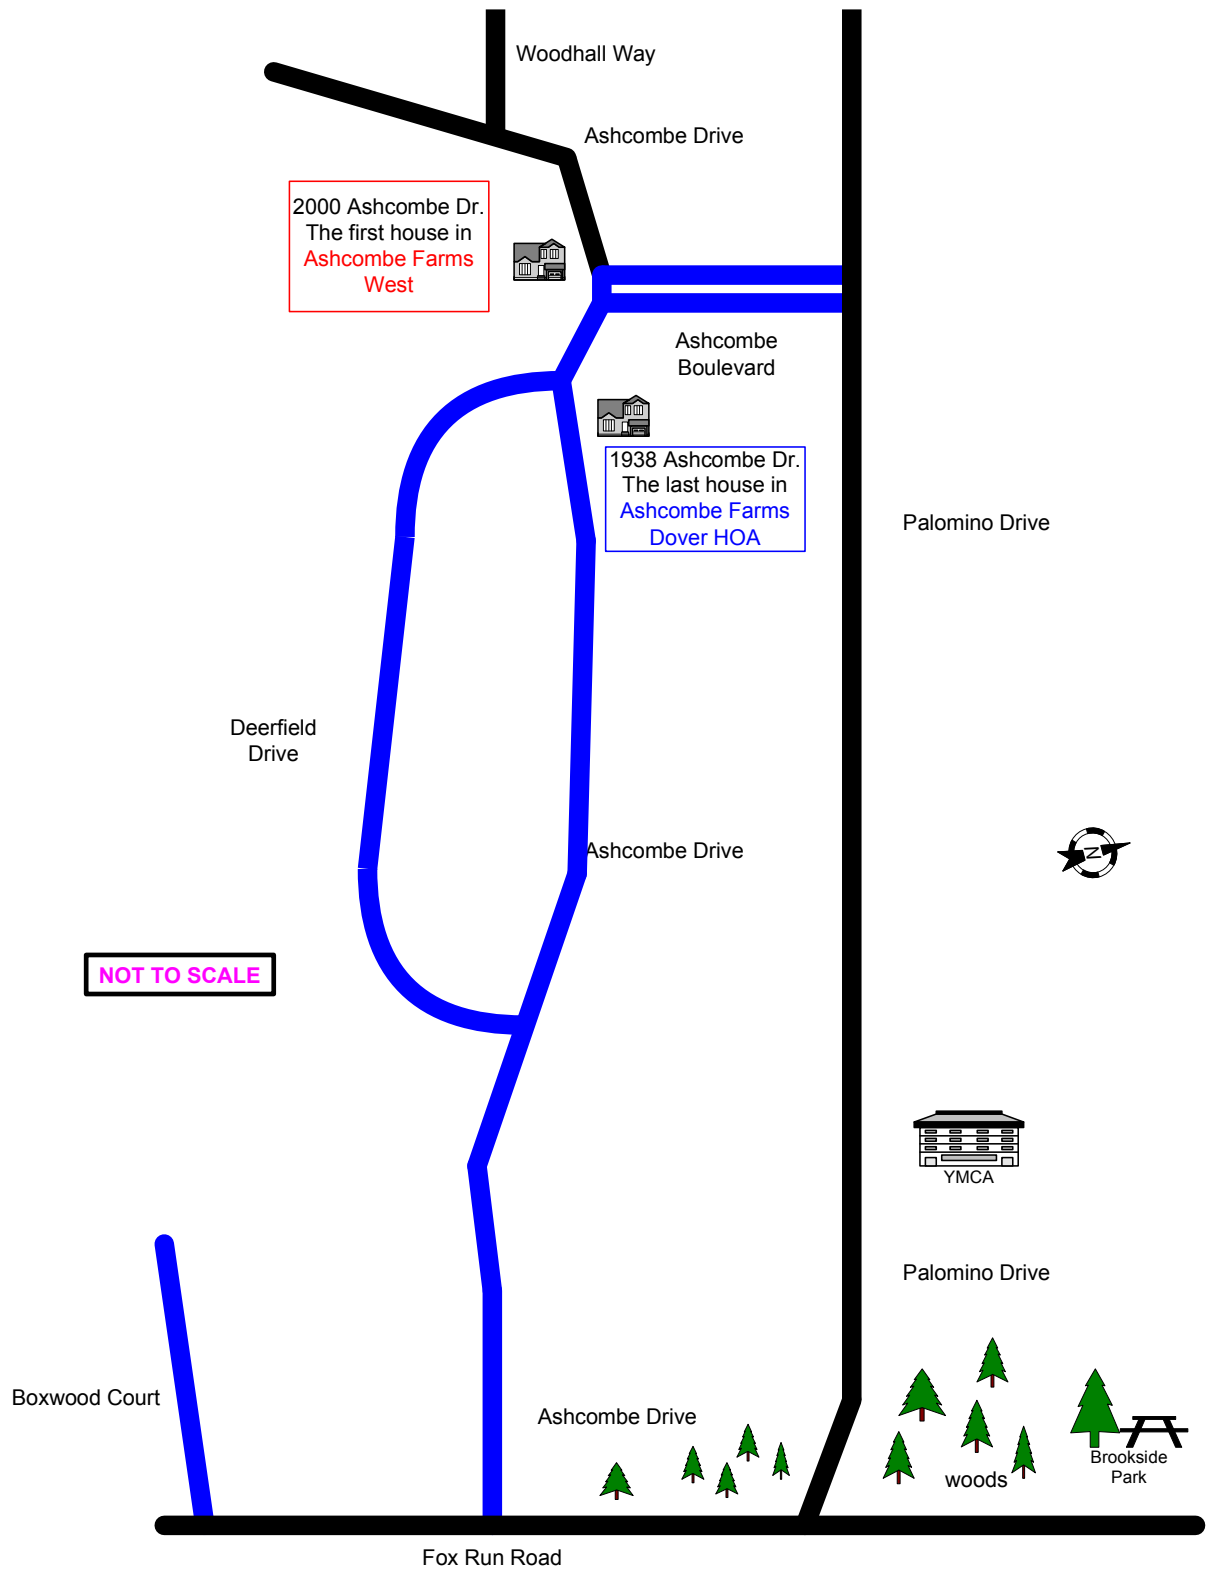 Woodhall Way
Ashcombe Drive
2000 Ashcombe Dr.
The first house in
Ashcombe Farms
West
Ashcombe
Boulevard
1938 Ashcombe Dr.
The last house in
Ashcombe Farms
Dover HOA
Palomino Drive
Deerfield
Drive
Ashcombe Drive
N
NOT TO SCALE
YMCA
Palomino Drive
Boxwood Court
Ashcombe Drive
Brookside
Park
woods
Fox Run Road